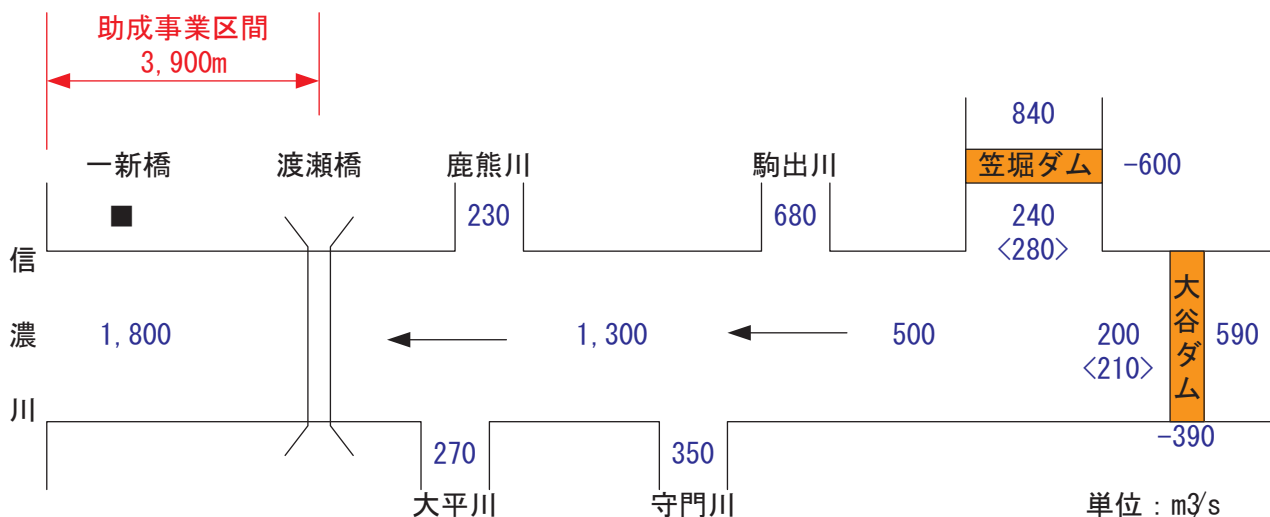 助成事業区間
3,900m
840
一新橋
渡瀬橋
鹿熊川
駒出川
笠堀ダム
-600
■
230
680
240
<280>
信濃川
1,800
1,300
500
200
<210>
大谷ダム
590
-390
270
350
大平川
守門川
単位：m3/s